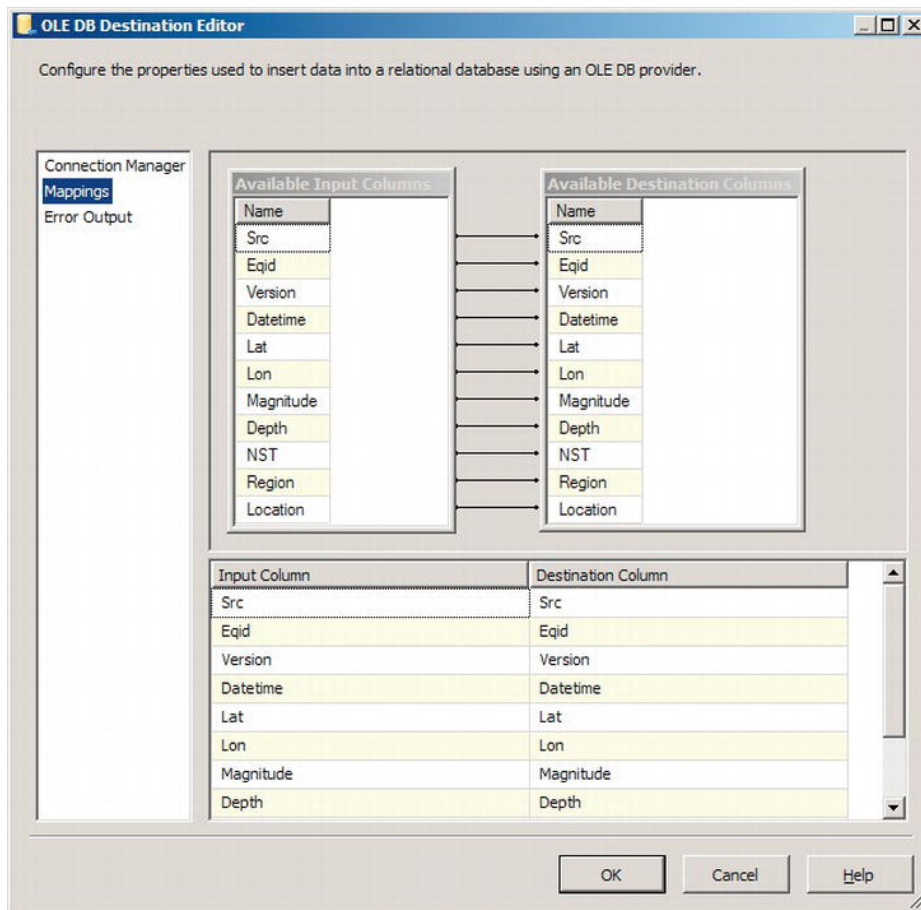 OLE DB Destination Editor
Configure the properties used to insert data into a relational database using an OLE DB provider.
Connection Manager
Mappings
Error Output
Available Input Columns
Name
Src
Eqid
Version
Datetime
Lat
Lon
Magnitude
Depth
NST
Region
Location
Available Destination Columns
Name
Src
Eqid
Version
Datetime
Lat
Lon
Magnitude
Depth
NST
Region
Location
Input Column Destination Column
Src Src
Eqid Eqid
Version Version
Datetime Datetime
Lat Lat
Lon Lon
Magnitude Magnitude
Depth Depth
OK Cancel Help